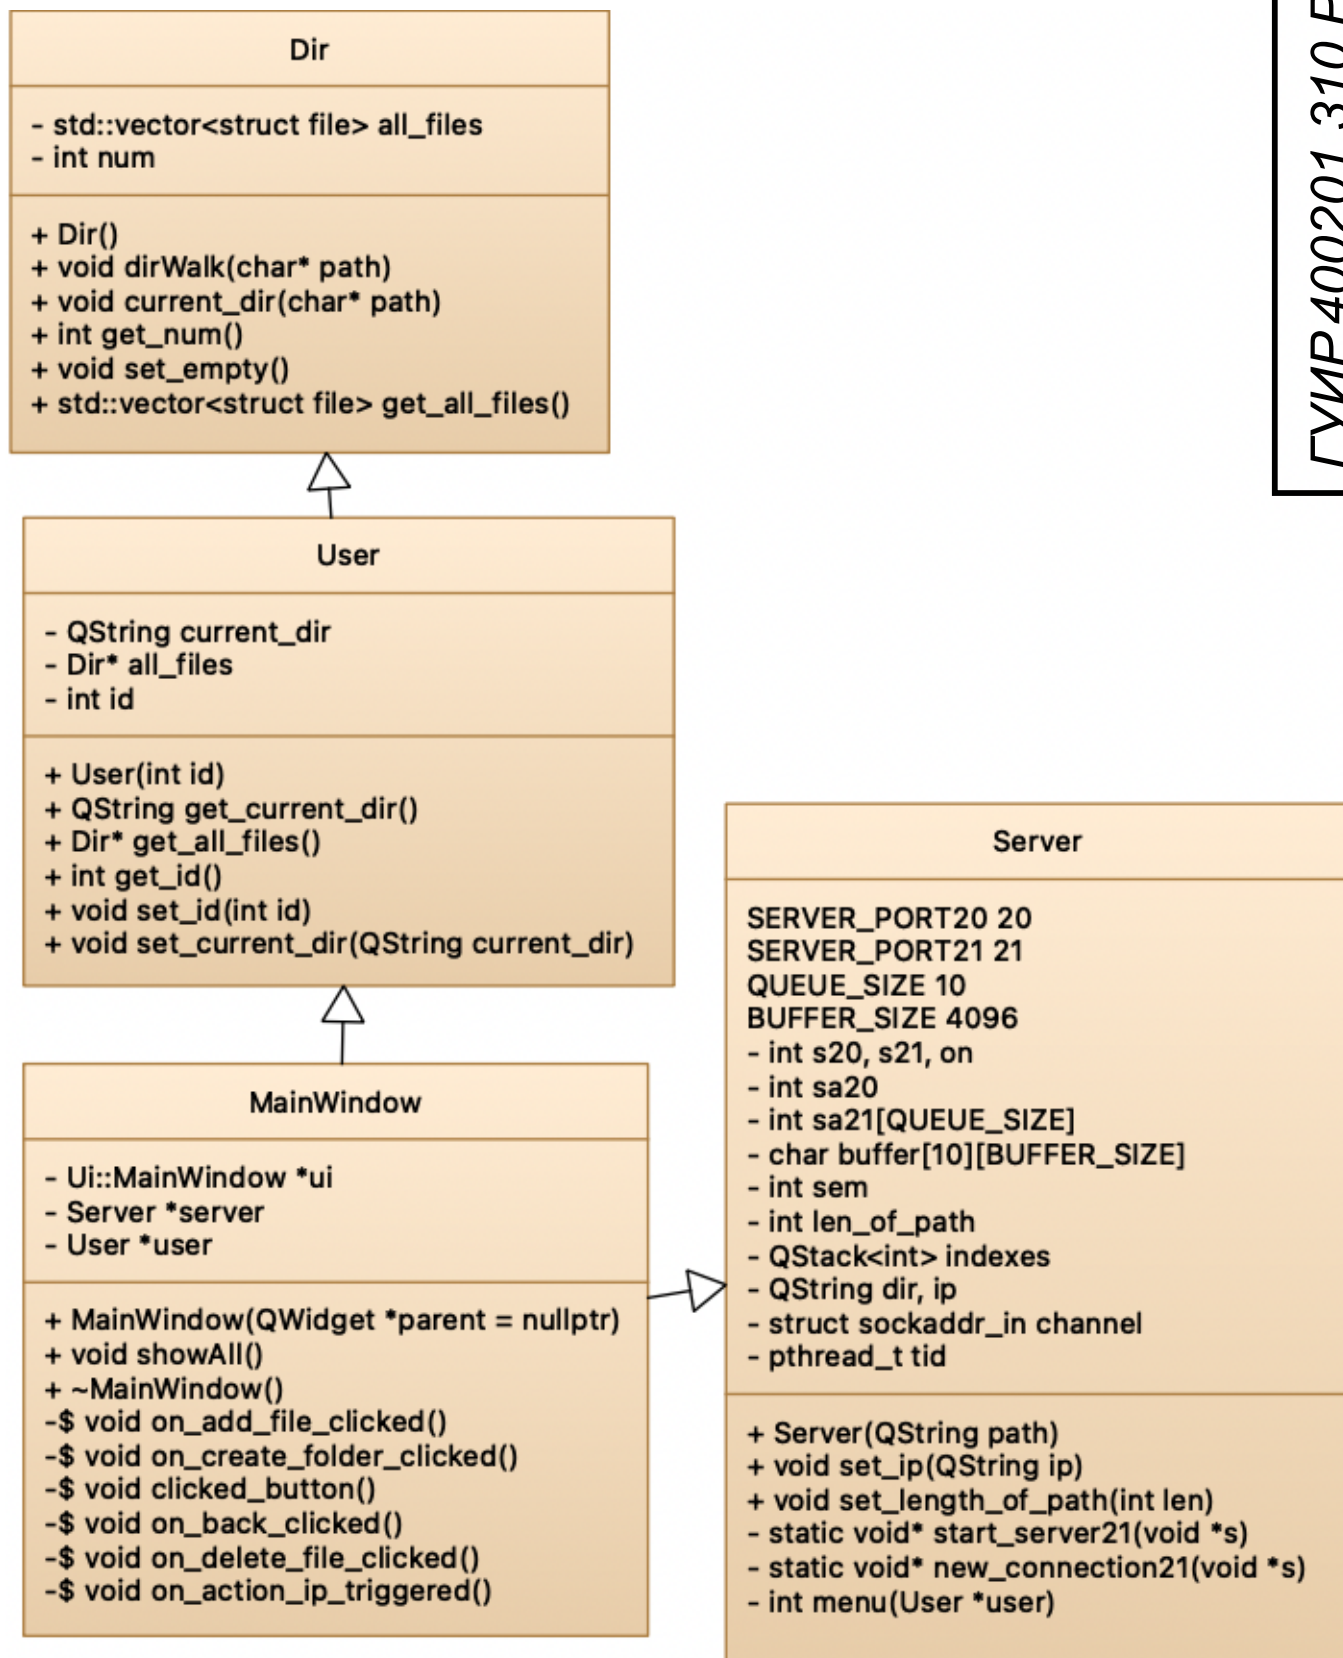 Dir
- std::vector<struct file> all_files
- int num
+ Dir()
+ void dirWalk(char* path)
+ void current_dir(char* path)
+ int get_num()
+ void set_empty()
+ std::vector<struct file> get_all_files()
User
- QString current_dir
- Dir* all_files
- int id
+ User(int id)
+ QString get_current_dir()
+ Dir* get_all_files()
+ int get_id()
+ void set_id(int id)
+ void set_current_dir(QString current_dir)
MainWindow
- Ui::MainWindow *ui
- Server *server
- User *user
+ MainWindow(QWidget *parent = nullptr)
+ void showAll()
+ ~MainWindow()
-$ void on_add_file_clicked()
-$ void on_create_folder_clicked()
-$ void clicked_button()
-$ void on_back_clicked()
-$ void on_delete_file_clicked()
-$ void on_action_ip_triggered()
Server
SERVER_PORT20 20
SERVER_PORT21 21
QUEUE_SIZE 10
BUFFER_SIZE 4096
- int s20, s21, on
- int sa20
- int sa21[QUEUE_SIZE]
- char buffer[10][BUFFER_SIZE]
- int sem
- int len_of_path
- QStack<int> indexes
- QString dir, ip
- struct sockaddr_in channel
- pthread_t tid
+ Server(QString path)
+ void set_ip(QString ip)
+ void set_length_of_path(int len)
- static void* start_server21(void *s)
- static void* new_connection21(void *s)
- int menu(User *user)
ГУИР.400201.310